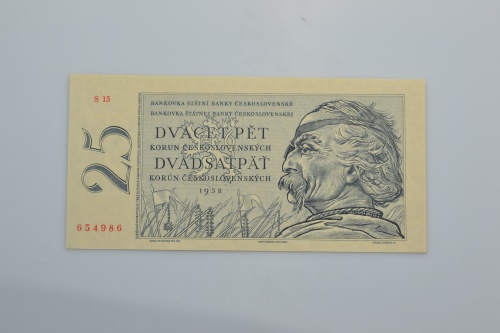 S 15
BANKOVKA STÁTNÍ BANKY ČESKOSLOVENSKÉ
BANKOVKA ŠTÁTNEJ BANKY ČESKOSLOVENSKEJ
DVACET PĚT
KORUN ČESKOSLOVENSKÝCH
DVADSAŤPÄŤ
KORÚN ČESKOSLOVENSKÝCH
1958
25
654986